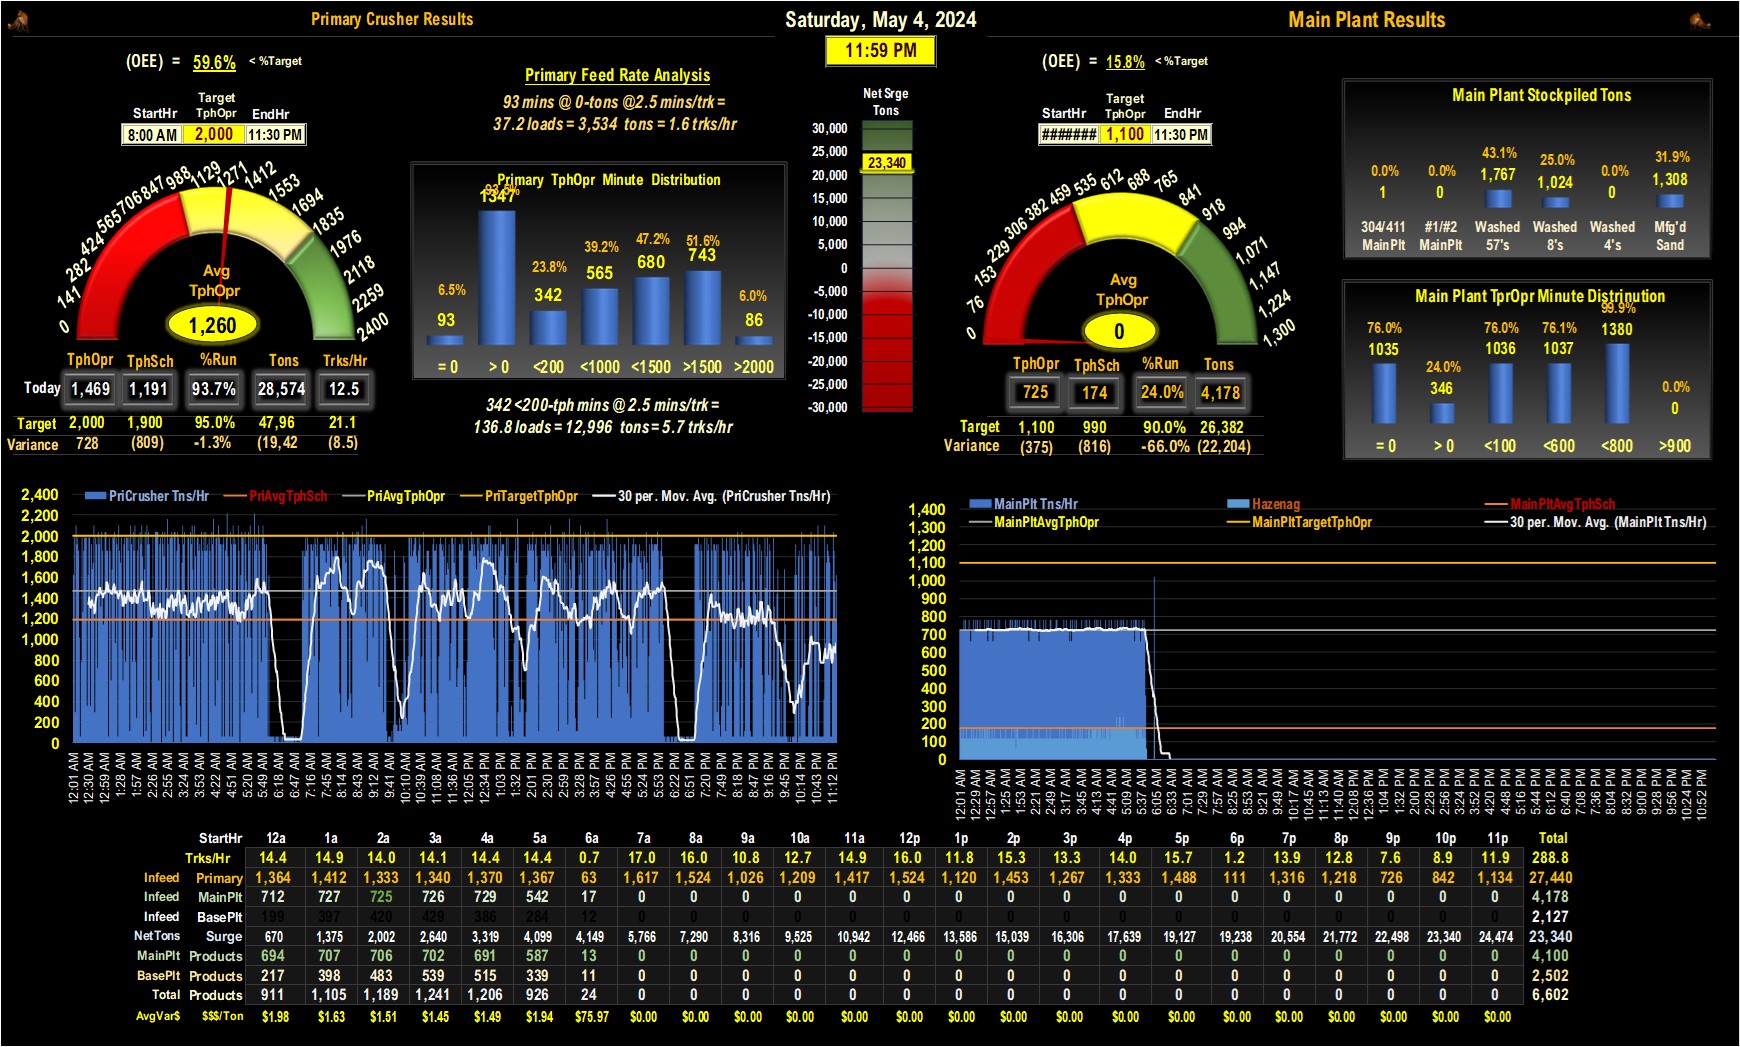 Primary Crusher Results
Saturday, May 4, 2024
Main Plant Results
11:59 PM
(OEE) = 59.6% < %Target
StartHr Target TphOpr EndHr
8:00 AM 2,000 11:30 PM
0 141 282 424 565 706 847 988 1129 1271 1412 1553 1694 1835 1976 2118 2259 2400
Avg
TphOpr
1,260
TphOpr TphSch %Run Tons Trks/Hr
Today 1,469 1,191 93.7% 28,574 12.5
Target 2,000 1,900 95.0% 47,96 21.1
Variance 728 (809) -1.3% (19,42 (8.5)
Primary Feed Rate Analysis
93 mins @ 0-tons @2.5 mins/trk =
37.2 loads = 3,534 tons = 1.6 trks/hr
Primary TphOpr Minute Distribution
93.5%
6.5% 1347 23.8% 39.2% 47.2% 51.6% 6.0%
93 342 565 680 743 86
= 0 > 0 <200 <1000 <1500 >1500 >2000
342 <200-tph mins @ 2.5 mins/trk =
136.8 loads = 12,996 tons = 5.7 trks/hr
Net Srge
Tons
30,000
25,000
23,340
20,000
15,000
10,000
5,000
0
-5,000
-10,000
-15,000
-20,000
-25,000
-30,000
(OEE) = 15.8% < %Target
StartHr Target TphOpr EndHr
####### 1,100 11:30 PM
0 76 153 229 306 382 459 535 612 688 765 841 918 994 1,071 1,147 1,224 1,300
Avg
TphOpr
0
TphOpr TphSch %Run Tons
725 174 24.0% 4,178
Target 1,100 990 90.0% 26,382
Variance (375) (816) -66.0% (22,204)
Main Plant Stockpiled Tons
0.0% 0.0% 43.1% 25.0% 0.0% 31.9%
1 0 1,767 1,024 0 1,308
304/411 #1/#2 Washed Washed Washed Mfg'd
MainPlt MainPlt 57's 8's 4's Sand
Main Plant TprOpr Minute Distrinution
76.0% 24.0% 76.0% 76.1% 99.9% 0.0%
1035 346 1036 1037 1380 0
= 0 > 0 <100 <600 <800 >900
PriCrusher Tns/Hr PriAvgTphSch PriAvgTphOpr PriTargetTphOpr 30 per. Mov. Avg. (PriCrusher Tns/Hr)
2,400
2,200
2,000
1,800
1,600
1,400
1,200
1,000
800
600
400
200
0
12:01 AM 12:30 AM 12:59 AM 1:28 AM 1:57 AM 2:26 AM 2:55 AM 3:24 AM 3:53 AM 4:22 AM 4:51 AM 5:20 AM 5:49 AM 6:18 AM 6:47 AM 7:16 AM 7:45 AM 8:14 AM 8:43 AM 9:12 AM 9:41 AM 10:10 AM 10:39 AM 11:08 AM 11:36 AM 12:05 PM 12:34 PM 1:03 PM 1:32 PM 2:01 PM 2:30 PM 2:59 PM 3:28 PM 3:57 PM 4:26 PM 4:55 PM 5:24 PM 5:53 PM 6:22 PM 6:51 PM 7:20 PM 7:49 PM 8:18 PM 8:47 PM 9:16 PM 9:45 PM 10:14 PM 10:43 PM 11:12 PM
MainPlt Tns/Hr Hazenag MainPltAvgTphSch
MainPltAvgTphOpr MainPltTargetTphOpr 30 per. Mov. Avg. (MainPlt Tns/Hr)
1,400
1,300
1,200
1,100
1,000
900
800
700
600
500
400
300
200
100
0
12:01 AM 12:29 AM 12:57 AM 1:25 AM 1:53 AM 2:21 AM 2:49 AM 3:17 AM 3:45 AM 4:13 AM 4:41 AM 5:09 AM 5:37 AM 6:05 AM 6:33 AM 7:01 AM 7:29 AM 7:57 AM 8:25 AM 8:53 AM 9:21 AM 9:49 AM 10:17 AM 10:45 AM 11:13 AM 11:40 AM 12:08 PM 12:38 PM 1:04 PM 1:32 PM 2:00 PM 2:28 PM 2:56 PM 3:24 PM 3:52 PM 4:20 PM 4:48 PM 5:16 PM 5:44 PM 6:12 PM 6:40 PM 7:08 PM 7:36 PM 8:04 PM 8:32 PM 9:00 PM 9:28 PM 9:56 PM 10:24 PM 10:52 PM
StartHr 12a 1a 2a 3a 4a 5a 6a 7a 8a 9a 10a 11a 12p 1p 2p 3p 4p 5p 6p 7p 8p 9p 10p 11p Total
Trks/Hr 14.4 14.9 14.0 14.1 14.4 14.4 0.7 17.0 16.0 10.8 12.7 14.9 16.0 11.8 15.3 13.3 14.0 15.7 1.2 13.9 12.8 7.6 8.9 11.9 288.8
Infeed Primary 1,364 1,412 1,333 1,340 1,370 1,367 63 1,617 1,524 1,026 1,209 1,417 1,524 1,120 1,453 1,267 1,333 1,488 111 1,316 1,218 726 842 1,134 27,440
Infeed MainPlt 712 727 725 726 729 542 17 0 0 0 0 0 0 0 0 0 0 0 0 0 0 0 0 0 4,178
Infeed BasePlt 199 397 420 429 386 284 12 0 0 0 0 0 0 0 0 0 0 0 0 0 0 0 0 0 2,127
NetTons Surge 670 1,375 2,002 2,640 3,319 4,099 4,149 5,766 7,290 8,316 9,525 10,942 12,466 13,586 15,039 16,306 17,639 19,127 19,238 20,554 21,772 22,498 23,340 24,474 23,340
MainPlt Products 694 707 706 702 691 587 13 0 0 0 0 0 0 0 0 0 0 0 0 0 0 0 0 0 4,100
BasePlt Products 217 398 483 539 515 339 11 0 0 0 0 0 0 0 0 0 0 0 0 0 0 0 0 0 2,502
Total Products 911 1,105 1,189 1,241 1,206 926 24 0 0 0 0 0 0 0 0 0 0 0 0 0 0 0 0 0 6,602
AvgVar$ $$$/Ton $1.98 $1.63 $1.51 $1.45 $1.49 $1.94 $75.97 $0.00 $0.00 $0.00 $0.00 $0.00 $0.00 $0.00 $0.00 $0.00 $0.00 $0.00 $0.00 $0.00 $0.00 $0.00 $0.00 $0.00